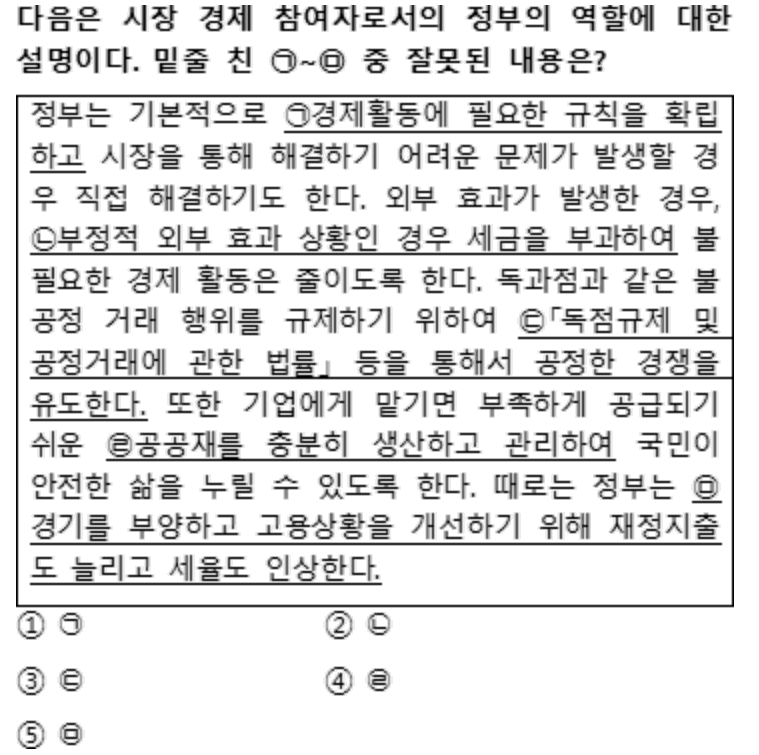 다음은 시장 경제 참여자로서의 정부의 역할에 대한
설명이다. 밑줄 친 ㉠~㉤ 중 잘못된 내용은?
정부는 기본적으로 ㉠경제활동에 필요한 규칙을 확립
하고 시장을 통해 해결하기 어려운 문제가 발생할 경
우 직접 해결하기도 한다. 외부 효과가 발생한 경우,
㉡부정적 외부 효과 상황인 경우 세금을 부과하여 불
필요한 경제 활동은 줄이도록 한다. 독과점과 같은 불
공정 거래 행위를 규제하기 위하여 ㉢「독점규제 및
공정거래에 관한 법률」 등을 통해서 공정한 경쟁을
유도한다. 또한 기업에게 맡기면 부족하게 공급되기
쉬운 ㉣공공재를 충분히 생산하고 관리하여 국민이
안전한 삶을 누릴 수 있도록 한다. 때로는 정부는 ㉤
경기를 부양하고 고용상황을 개선하기 위해 재정지출
도 늘리고 세율도 인상한다.
① ㉠ ② ㉡
③ ㉢ ④ ㉣
⑤ ㉤